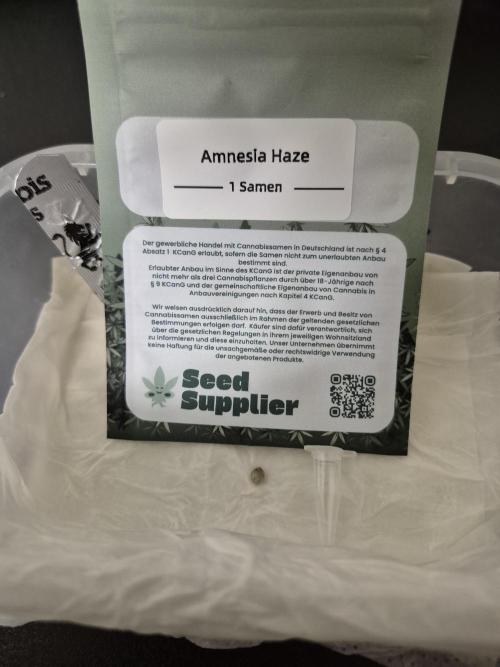 Amnesia Haze
1 Samen
Der gewerbliche Handel mit Cannabissamen in Deutschland ist nach § 4
Absatz 1 KCanG erlaubt, sofern die Samen nicht zum unerlaubten Anbau
bestimmt sind.
Erlaubter Anbau im Sinne des KCanG ist der private Eigenanbau von
nicht mehr als drei Cannabispflanzen durch über 18-Jährige nach
§ 9 KCanG und der gemeinschaftliche Eigenanbau von Cannabis in
Anbauvereinigungen nach Kapitel 4 KCanG.
Wir weisen ausdrücklich darauf hin, dass der Erwerb und Besitz von
Cannabissamen ausschließlich im Rahmen der geltenden gesetzlichen
Bestimmungen erfolgen darf. Käufer sind dafür verantwortlich, sich
über die gesetzlichen Regelungen in ihrem jeweiligen Wohnsitzland
zu informieren und diese einzuhalten. Unser Unternehmen übernimmt
keine Haftung für die unsachgemäße oder rechtswidrige Verwendung
der angebotenen Produkte.
Seed
Supplier